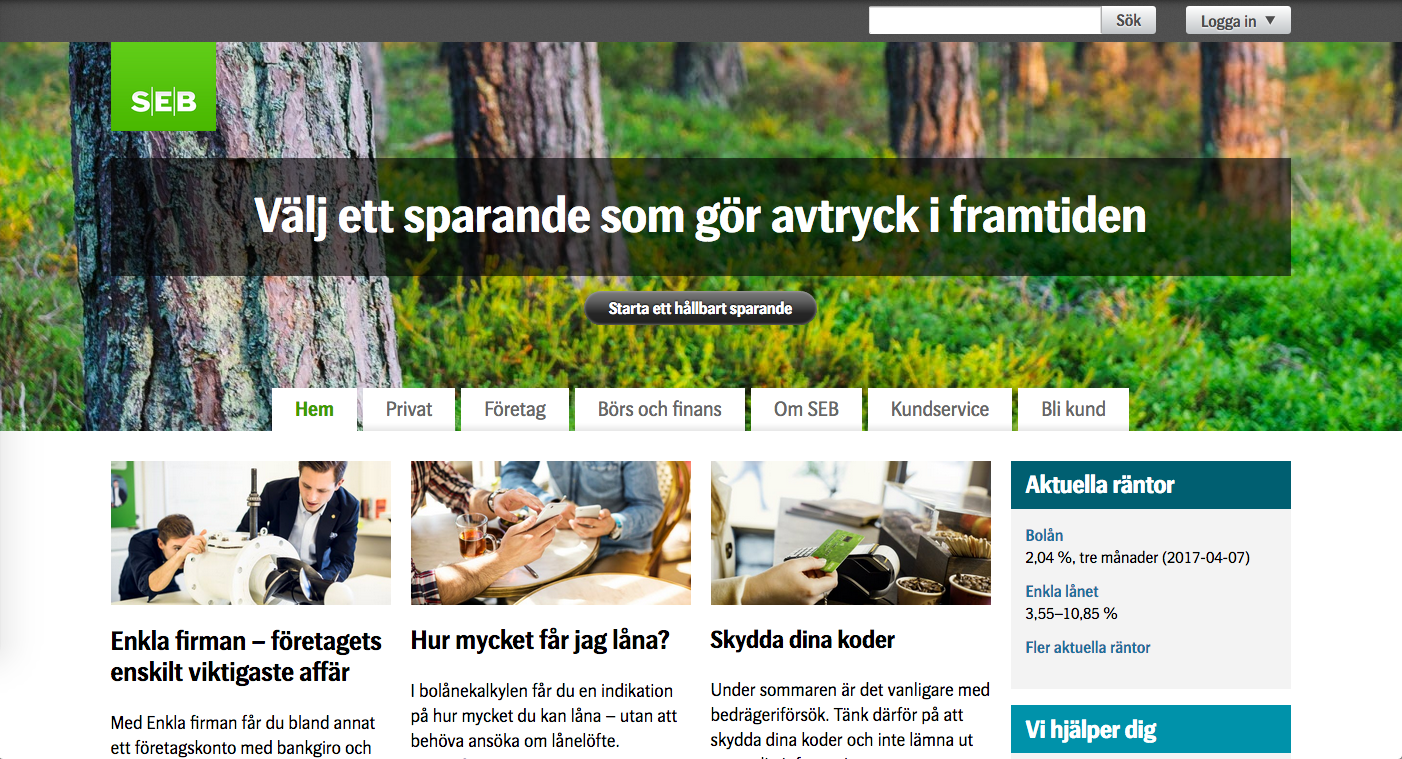 Sök
Logga in
S|E|B
Välj ett sparande som gör avtryck i framtiden
Starta ett hållbart sparande
Hem
Privat
Företag
Börs och finans
Om SEB
Kundservice
Bli kund
Enkla firman – företagets
enskilt viktigaste affär
Med Enkla firman får du bland annat
ett företagskonto med bankgiro och
Hur mycket får jag låna?
I bolånekalkylen får du en indikation
på hur mycket du kan låna – utan att
behöva ansöka om lånelöfte.
Skydda dina koder
Under sommaren är det vanligare med
bedrägeriförsök. Tänk därför på att
skydda dina koder och inte lämna ut
Aktuella räntor
Bolån
2,04 %, tre månader (2017-04-07)
Enkla lånet
3,55–10,85 %
Fler aktuella räntor
Vi hjälper dig